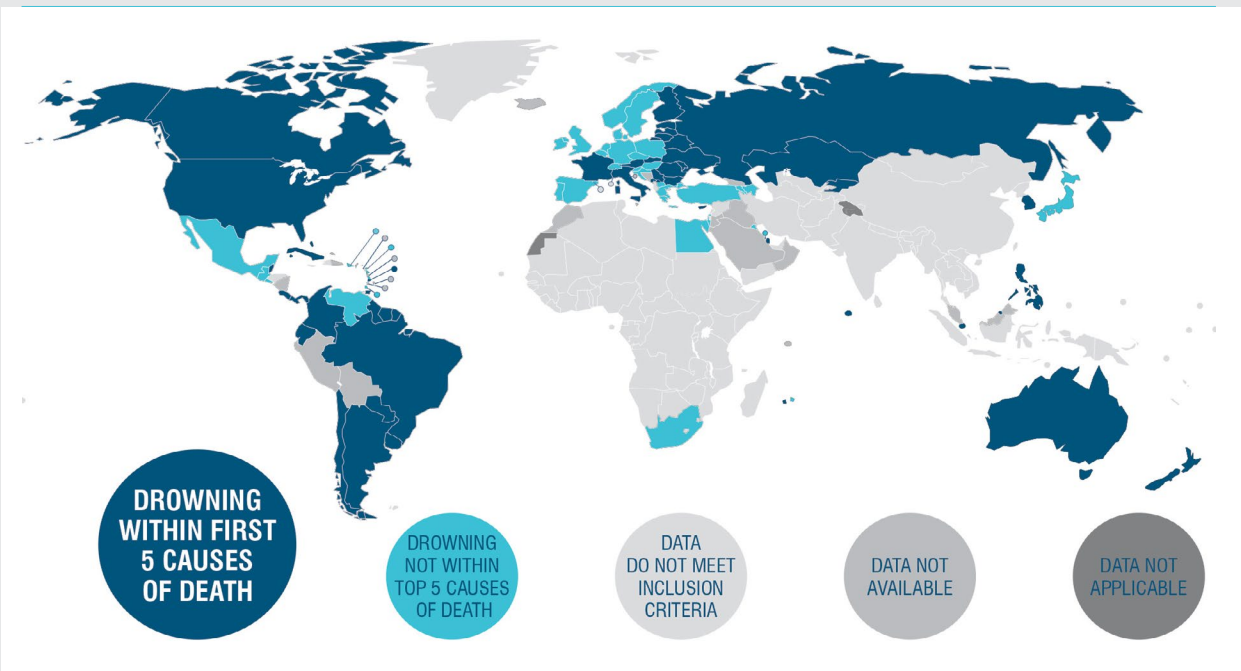 DROWNING
WITHIN FIRST
5 CAUSES
OF DEATH
DROWNING
NOT WITHIN
TOP 5 CAUSES
OF DEATH
DATA
DO NOT MEET
INCLUSION
CRITERIA
DATA NOT
AVAILABLE
DATA NOT
APPLICABLE